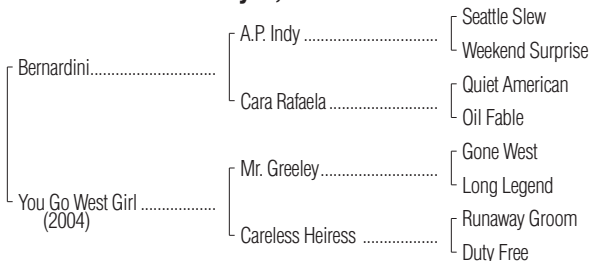 Seattle Slew
A.P. Indy ..........................
Weekend Surprise
Bernardini............................
Quiet American
Cara Rafaela.....................
Oil Fable
Gone West
Mr. Greeley.......................
Long Legend
You Go West Girl .................
(2004)
Runaway Groom
Careless Heiress ...............
Duty Free